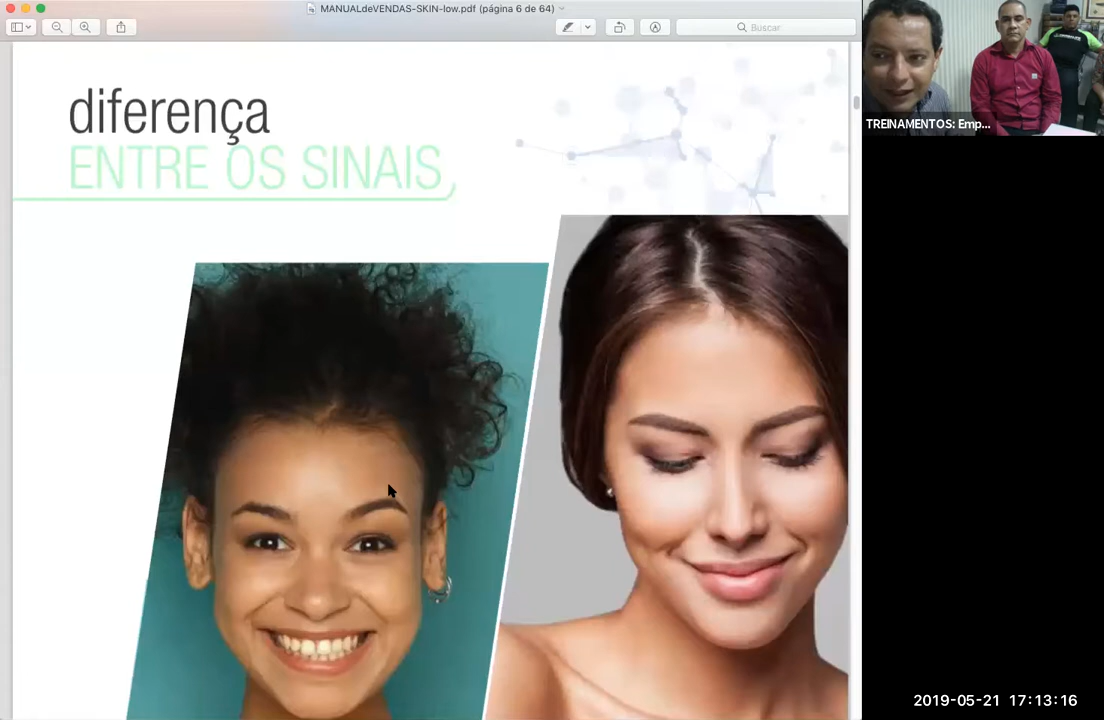 MANUALdeVENDAS-SKIN-low.pdf (página 6 de 64)
Buscar
diferença
ENTRE OS SINAIS
TREINAMENTOS: Emp...
2019-05-21 17:13:16